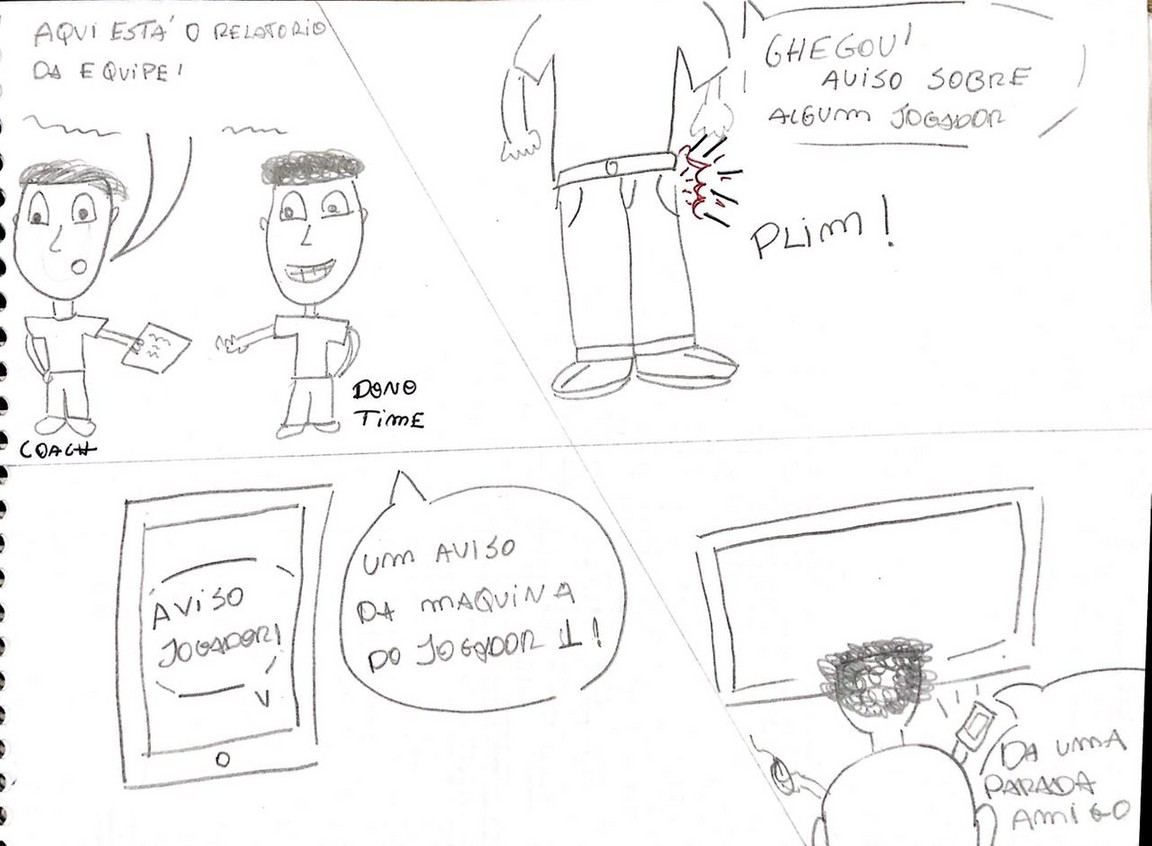 AQUI ESTÁ O RELATORIO
DA EQUIPE!
COACH
DONO
TIME
GHEGOU!
AVISO SOBRE
ALGUM JOGADOR
PLIM!
AVISO
JOGADOR!
UM AVISO
DA MAQUINA
DO JOGADOR 1!
DA UMA
PARADA
AMIGO